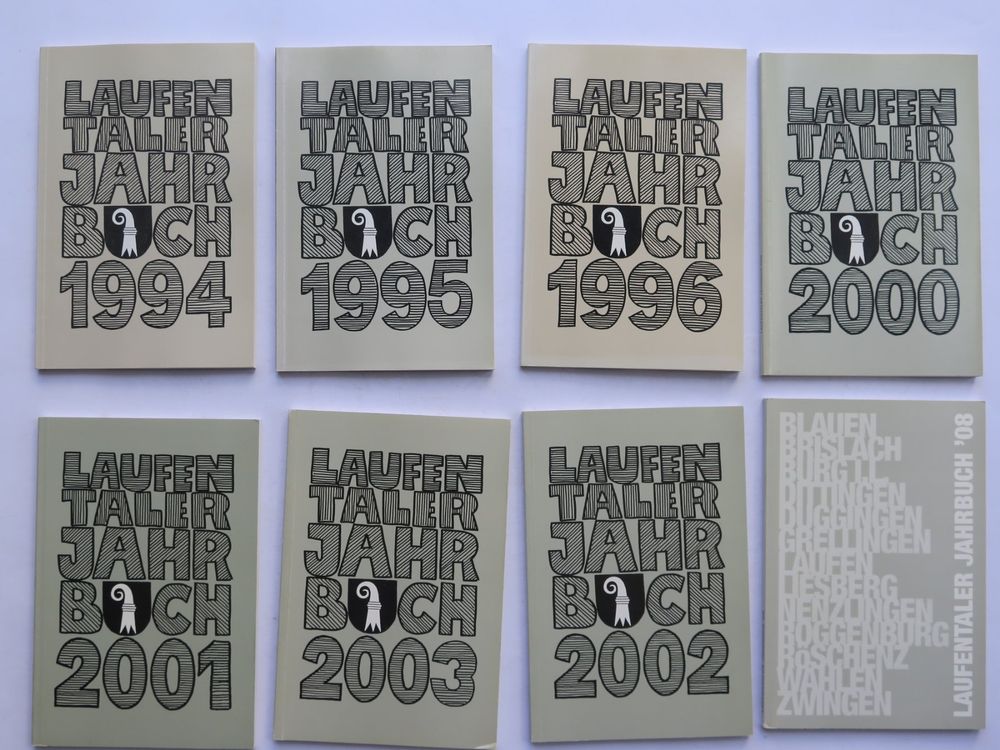 LAUFEN
TALER
JAHR
BUCH
1994
LAUFEN
TALER
JAHR
BUCH
1995
LAUFEN
TALER
JAHR
BUCH
1996
LAUFEN
TALER
JAHR
BUCH
2000
LAUFEN
TALER
JAHR
BUCH
2001
LAUFEN
TALER
JAHR
BUCH
2003
LAUFEN
TALER
JAHR
BUCH
2002
BLAUEN
BRISLACH
BURG I.L.
DITTINGEN
DUGGINGEN
GRELLINGEN
LAUFEN
LIESBERG
NENZLINGEN
ROGGENBURG
RöSCHENZ
WAHLEN
ZWINGEN
LAUFENTALER JAHRBUCH '08